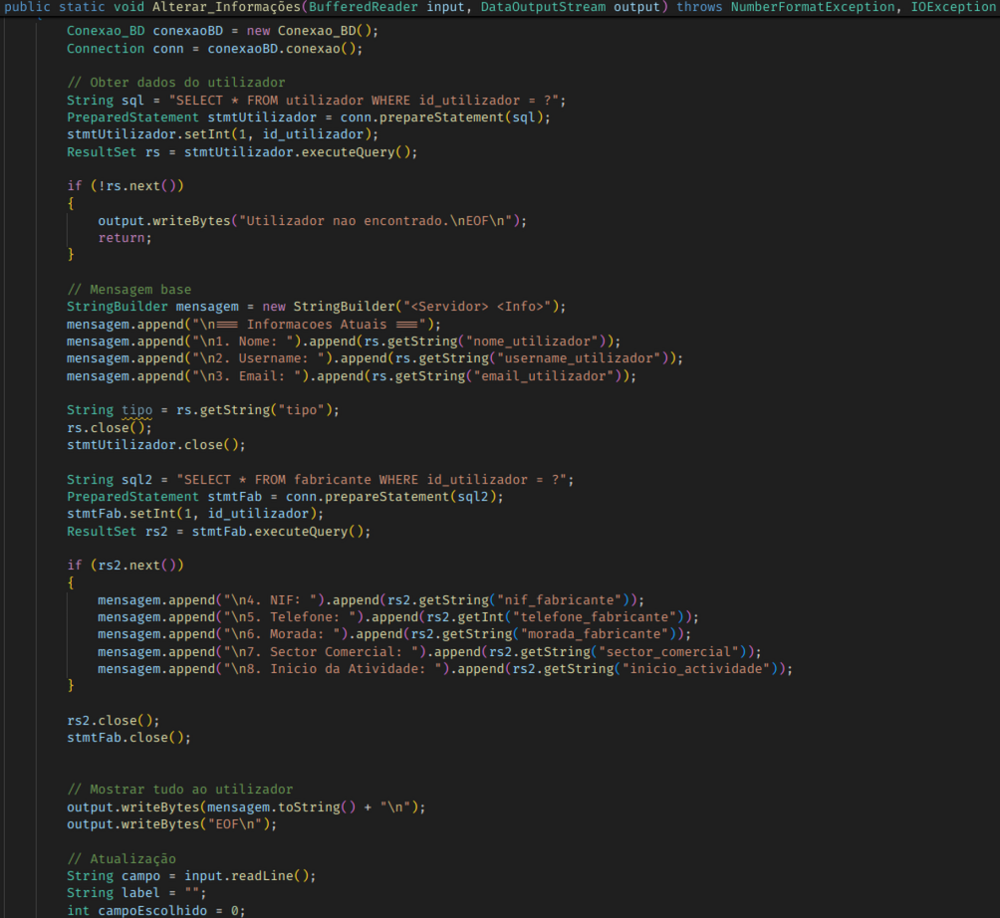 public static void Alterar_Informações(BufferedReader input, DataOutputStream output) throws NumberFormatException, IOException
Conexao_BD conexaoBD = new Conexao_BD();
Connection conn = conexaoBD.conexao();
// Obter dados do utilizador
String sql = "SELECT * FROM utilizador WHERE id_utilizador = ?";
PreparedStatement stmtUtilizador = conn.prepareStatement(sql);
stmtUtilizador.setInt(1, id_utilizador);
ResultSet rs = stmtUtilizador.executeQuery();
if (!rs.next())
{
output.writeBytes("Utilizador nao encontrado.\nEOF\n");
return;
}
// Mensagem base
StringBuilder mensagem = new StringBuilder("<Servidor> <Info>");
mensagem.append("\n=== Informacoes Atuais ===");
mensagem.append("\n1. Nome: ").append(rs.getString("nome_utilizador"));
mensagem.append("\n2. Username: ").append(rs.getString("username_utilizador"));
mensagem.append("\n3. Email: ").append(rs.getString("email_utilizador"));
String tipo = rs.getString("tipo");
rs.close();
stmtUtilizador.close();
String sql2 = "SELECT * FROM fabricante WHERE id_utilizador = ?";
PreparedStatement stmtFab = conn.prepareStatement(sql2);
stmtFab.setInt(1, id_utilizador);
ResultSet rs2 = stmtFab.executeQuery();
if (rs2.next())
{
mensagem.append("\n4. NIF: ").append(rs2.getString("nif_fabricante"));
mensagem.append("\n5. Telefone: ").append(rs2.getInt("telefone_fabricante"));
mensagem.append("\n6. Morada: ").append(rs2.getString("morada_fabricante"));
mensagem.append("\n7. Sector Comercial: ").append(rs2.getString("sector_comercial"));
mensagem.append("\n8. Inicio da Atividade: ").append(rs2.getString("inicio_actividade"));
}
rs2.close();
stmtFab.close();
// Mostrar tudo ao utilizador
output.writeBytes(mensagem.toString() + "\n");
output.writeBytes("EOF\n");
// Atualização
String campo = input.readLine();
String label = "";
int campoEscolhido = 0;